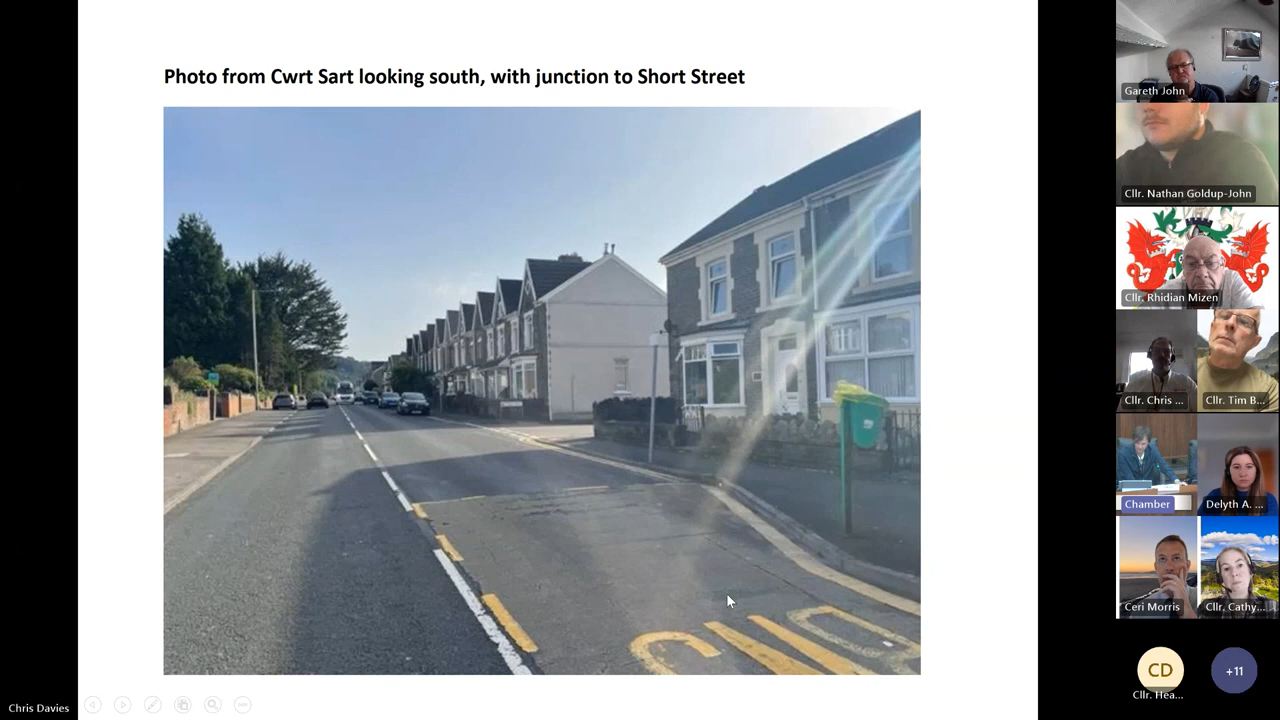 Photo from Cwrt Sart looking south, with junction to Short Street
Gareth John
Cllr. Nathan Goldup-John
Cllr. Rhidian Mizen
Cllr. Chris ...
Cllr. Tim B...
Chamber
Delyth A. ...
Ceri Morris
Cllr. Cathy...
CD
Cllr. Hea...
+11
Chris Davies